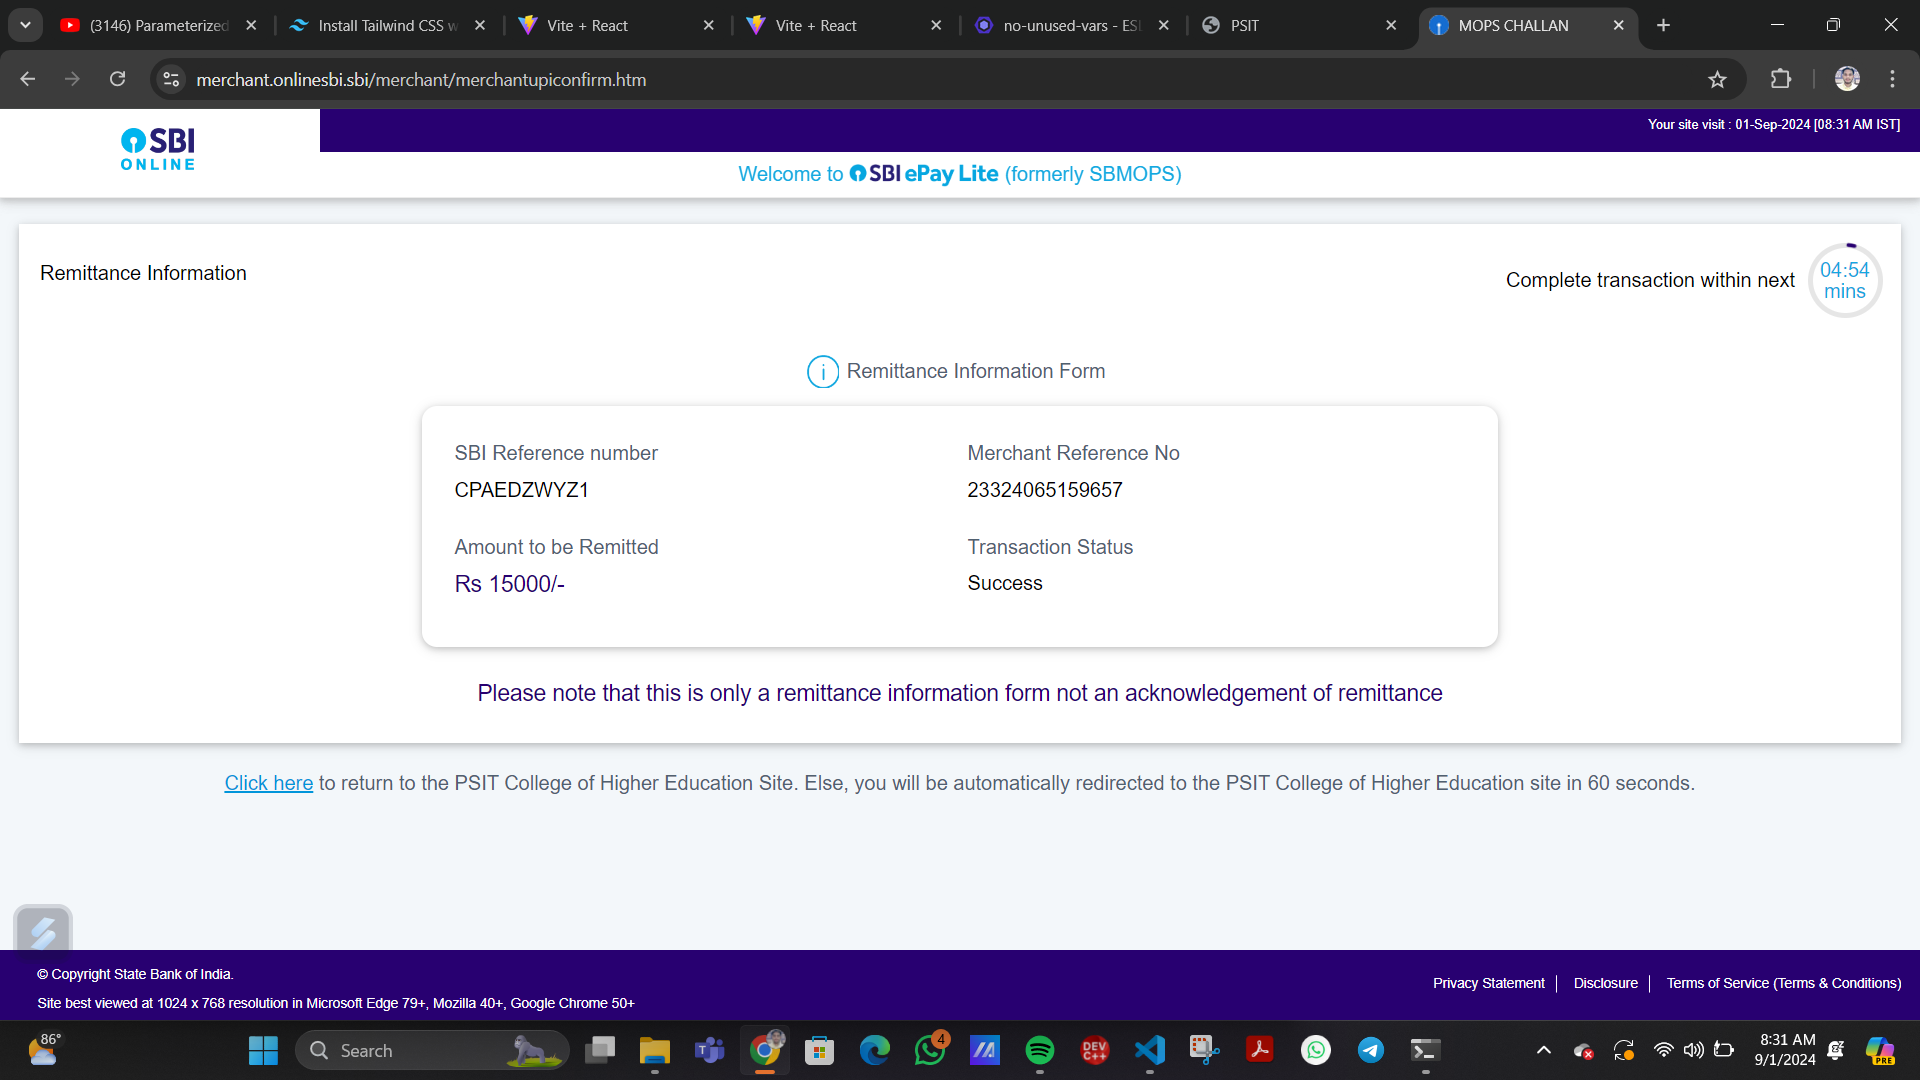 (3146) Parameterized
Install Tailwind CSS w
Vite + React
Vite + React
no-unused-vars - ESL
PSIT
MOPS CHALLAN
merchant.onlinesbi.sbi/merchant/merchantupiconfirm.htm
SBI
ONLINE
Your site visit : 01-Sep-2024 [08:31 AM IST]
Welcome to SBI ePay Lite (formerly SBMOPS)
Remittance Information
Complete transaction within next
04:54
mins
i Remittance Information Form
SBI Reference number
CPAEDZWYZ1
Merchant Reference No
23324065159657
Amount to be Remitted
Rs 15000/-
Transaction Status
Success
Please note that this is only a remittance information form not an acknowledgement of remittance
Click here to return to the PSIT College of Higher Education Site. Else, you will be automatically redirected to the PSIT College of Higher Education site in 60 seconds.
© Copyright State Bank of India.
Site best viewed at 1024 x 768 resolution in Microsoft Edge 79+, Mozilla 40+, Google Chrome 50+
Privacy Statement
Disclosure
Terms of Service (Terms & Conditions)
86°
Search
4
DEV
C++
8:31 AM
9/1/2024
PRE